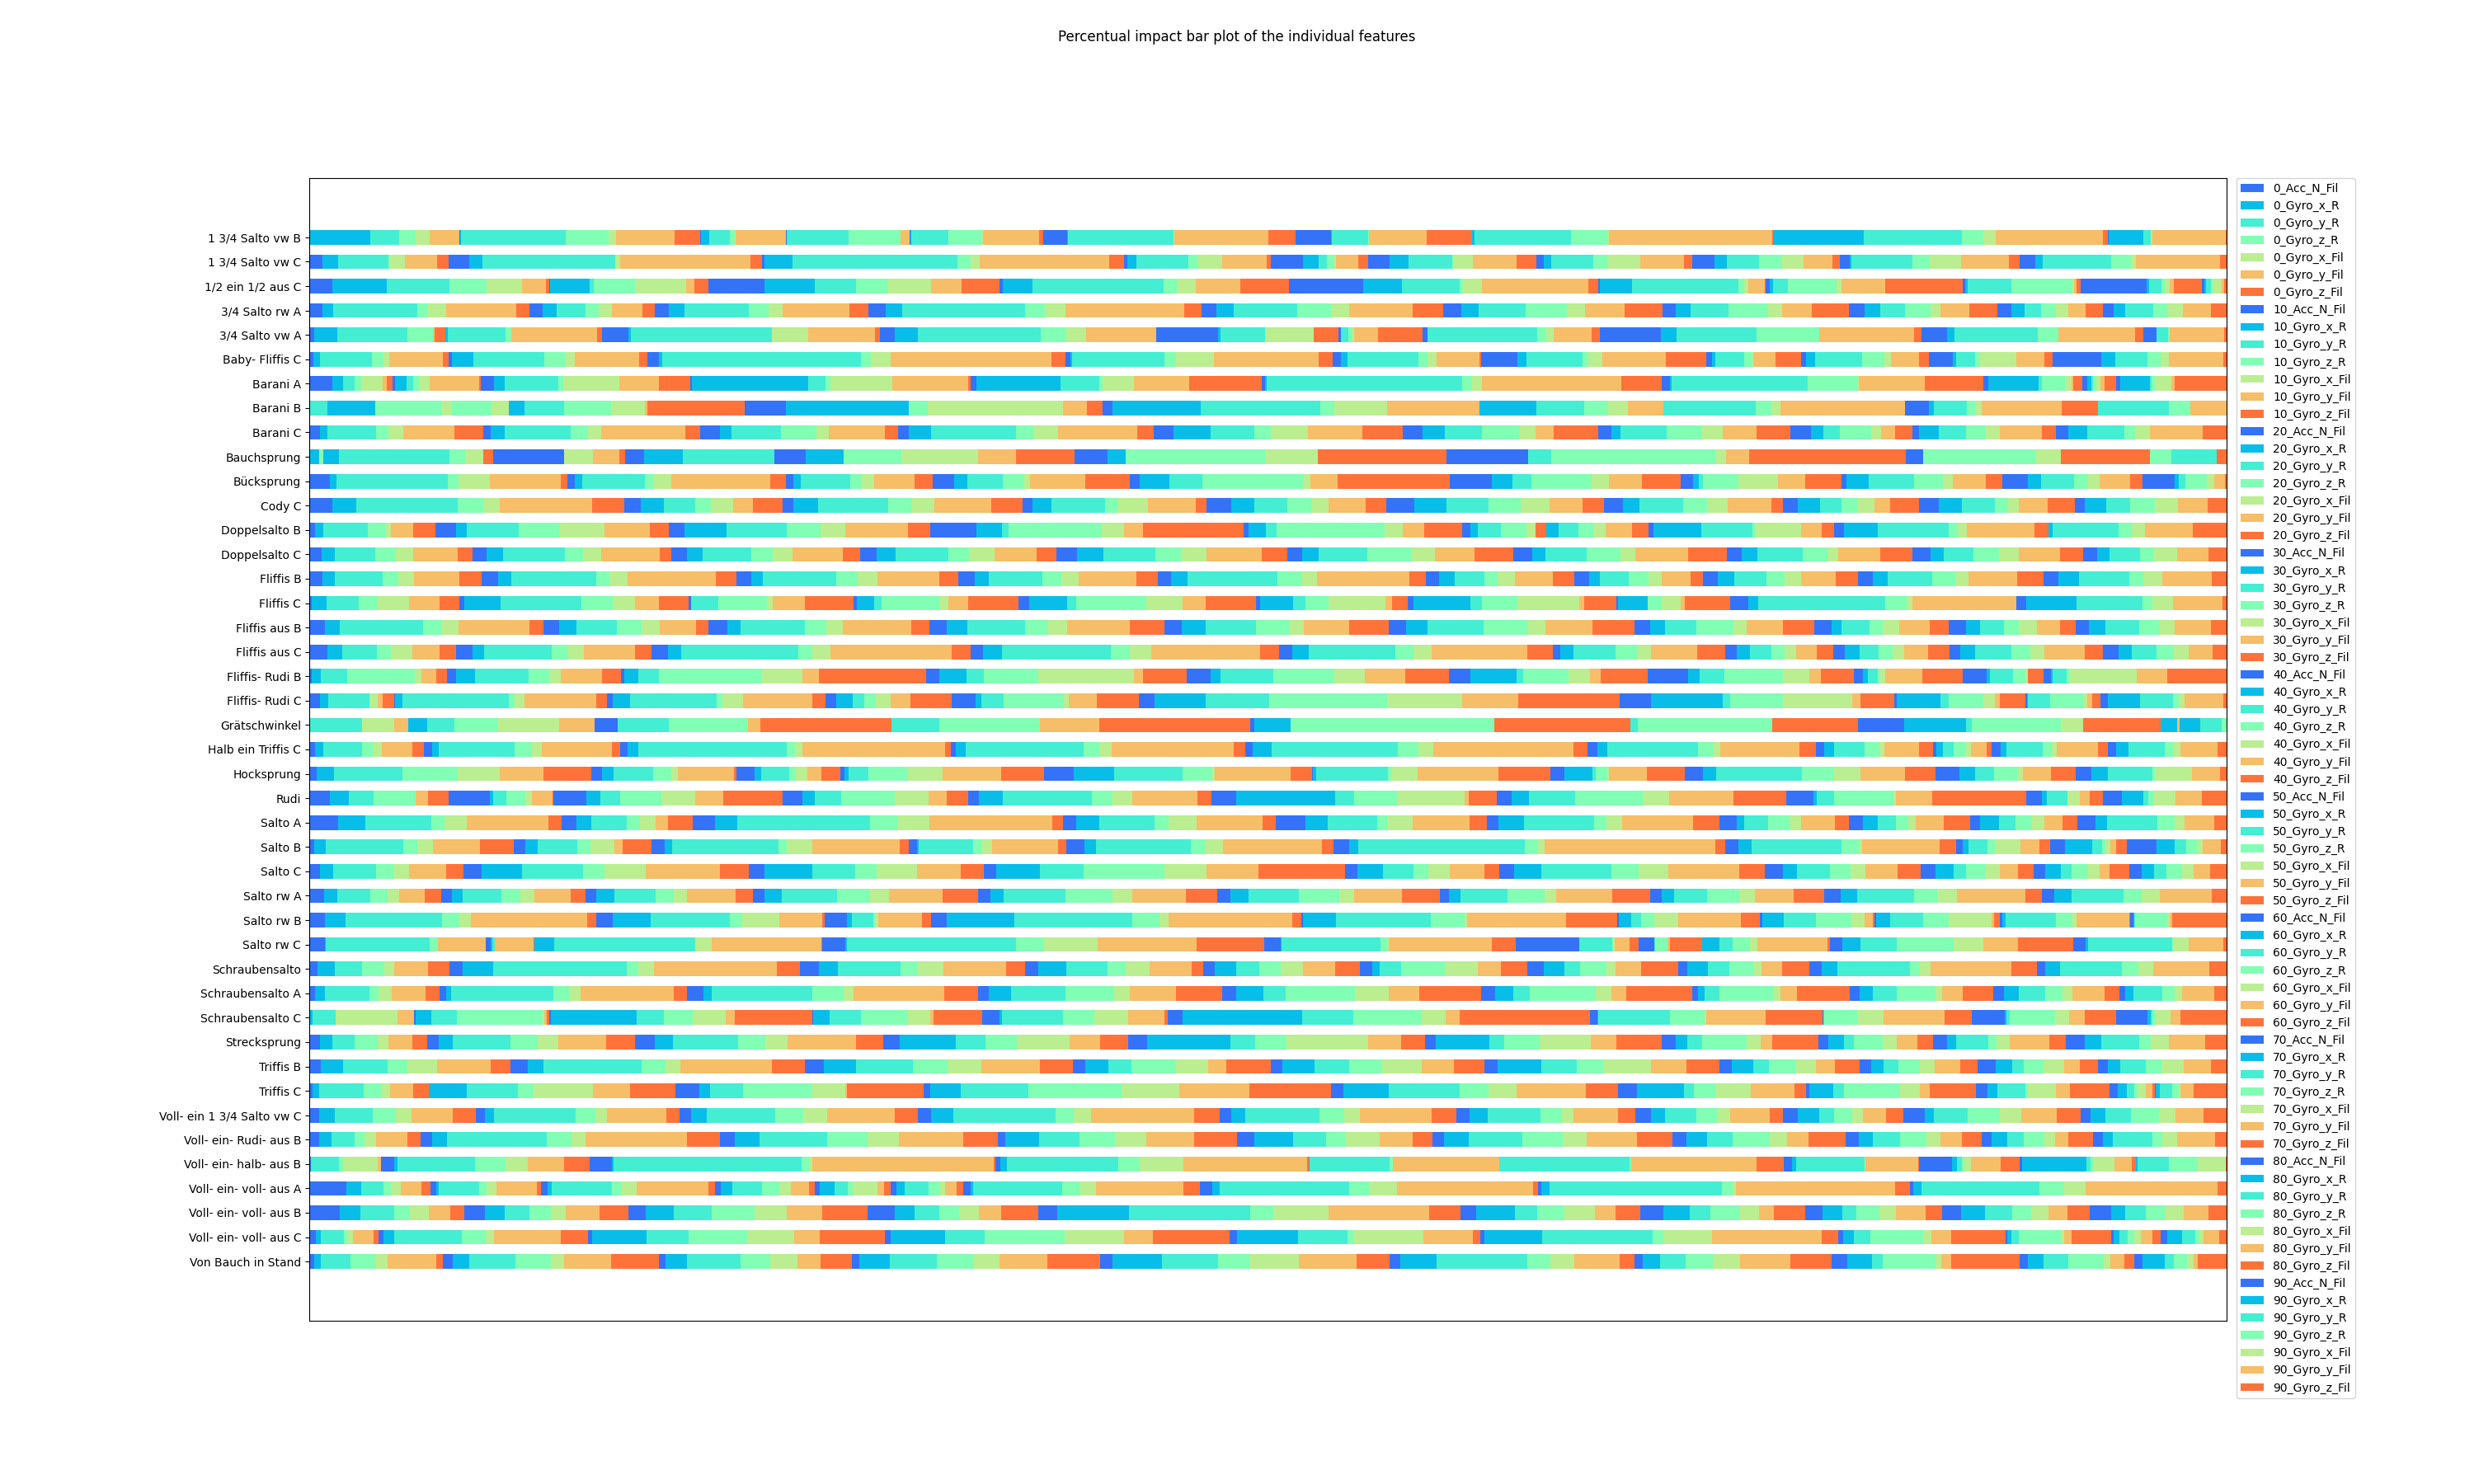 Percentual impact bar plot of the individual features
1 3/4 Salto vw B
1 3/4 Salto vw C
1/2 ein 1/2 aus C
3/4 Salto rw A
3/4 Salto vw A
Baby- Fliffis C
Barani A
Barani B
Barani C
Bauchsprung
Bücksprung
Cody C
Doppelsalto B
Doppelsalto C
Fliffis B
Fliffis C
Fliffis aus B
Fliffis aus C
Fliffis- Rudi B
Fliffis- Rudi C
Grätschwinkel
Halb ein Triffis C
Hocksprung
Rudi
Salto A
Salto B
Salto C
Salto rw A
Salto rw B
Salto rw C
Schraubensalto
Schraubensalto A
Schraubensalto C
Strecksprung
Triffis B
Triffis C
Voll- ein 1 3/4 Salto vw C
Voll- ein- Rudi- aus B
Voll- ein- halb- aus B
Voll- ein- voll- aus A
Voll- ein- voll- aus B
Voll- ein- voll- aus C
Von Bauch in Stand
0_Acc_N_Fil
0_Gyro_x_R
0_Gyro_y_R
0_Gyro_z_R
0_Gyro_x_Fil
0_Gyro_y_Fil
0_Gyro_z_Fil
10_Acc_N_Fil
10_Gyro_x_R
10_Gyro_y_R
10_Gyro_z_R
10_Gyro_x_Fil
10_Gyro_y_Fil
10_Gyro_z_Fil
20_Acc_N_Fil
20_Gyro_x_R
20_Gyro_y_R
20_Gyro_z_R
20_Gyro_x_Fil
20_Gyro_y_Fil
20_Gyro_z_Fil
30_Acc_N_Fil
30_Gyro_x_R
30_Gyro_y_R
30_Gyro_z_R
30_Gyro_x_Fil
30_Gyro_y_Fil
30_Gyro_z_Fil
40_Acc_N_Fil
40_Gyro_x_R
40_Gyro_y_R
40_Gyro_z_R
40_Gyro_x_Fil
40_Gyro_y_Fil
40_Gyro_z_Fil
50_Acc_N_Fil
50_Gyro_x_R
50_Gyro_y_R
50_Gyro_z_R
50_Gyro_x_Fil
50_Gyro_y_Fil
50_Gyro_z_Fil
60_Acc_N_Fil
60_Gyro_x_R
60_Gyro_y_R
60_Gyro_z_R
60_Gyro_x_Fil
60_Gyro_y_Fil
60_Gyro_z_Fil
70_Acc_N_Fil
70_Gyro_x_R
70_Gyro_y_R
70_Gyro_z_R
70_Gyro_x_Fil
70_Gyro_y_Fil
70_Gyro_z_Fil
80_Acc_N_Fil
80_Gyro_x_R
80_Gyro_y_R
80_Gyro_z_R
80_Gyro_x_Fil
80_Gyro_y_Fil
80_Gyro_z_Fil
90_Acc_N_Fil
90_Gyro_x_R
90_Gyro_y_R
90_Gyro_z_R
90_Gyro_x_Fil
90_Gyro_y_Fil
90_Gyro_z_Fil